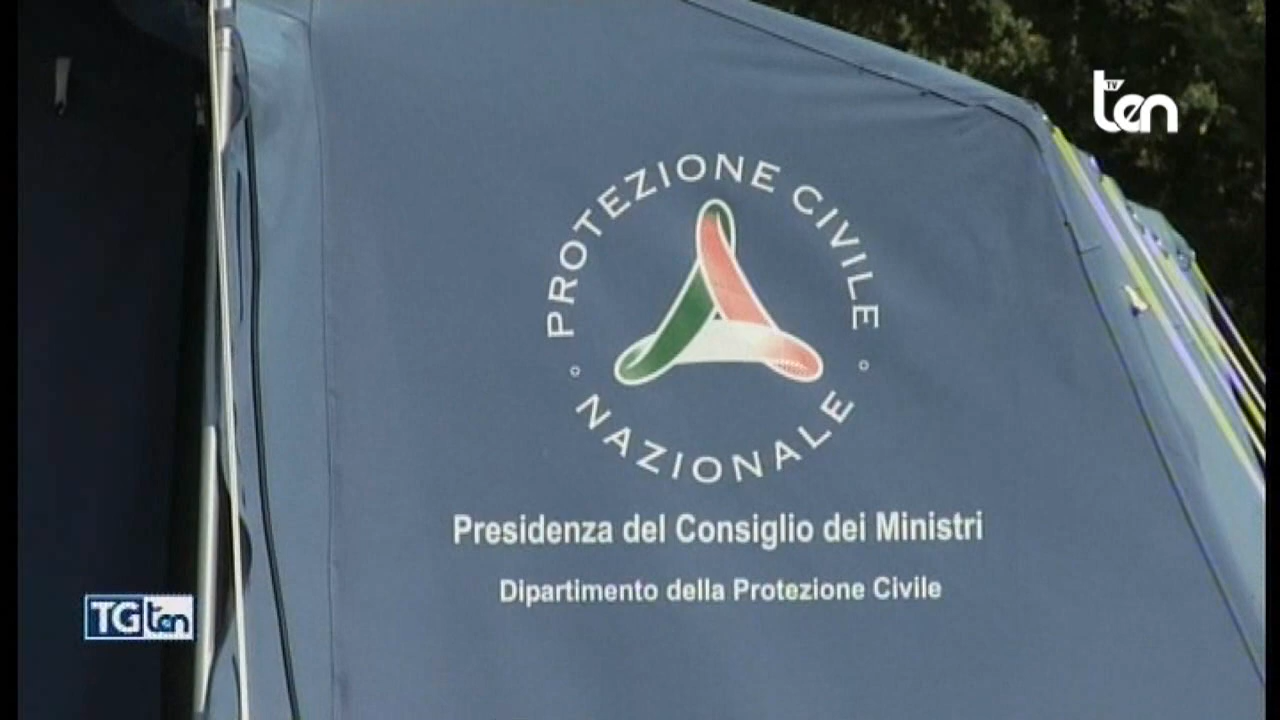 TV
ten
PROTEZIONE CIVILE
NAZIONALE
Presidenza del Consiglio dei Ministri
Dipartimento della Protezione Civile
TG ten